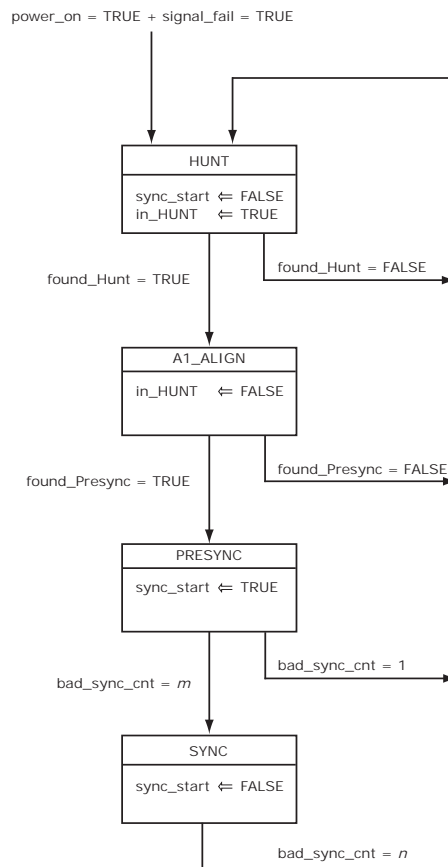 power_on = TRUE + signal_fail = TRUE
HUNT
sync_start ⇐ FALSE
in_HUNT ⇐ TRUE
found_Hunt = FALSE
found_Hunt = TRUE
A1_ALIGN
in_HUNT ⇐ FALSE
found_Presync = FALSE
found_Presync = TRUE
PRESYNC
sync_start ⇐ TRUE
bad_sync_cnt = 1
bad_sync_cnt = m
SYNC
sync_start ⇐ FALSE
bad_sync_cnt = n